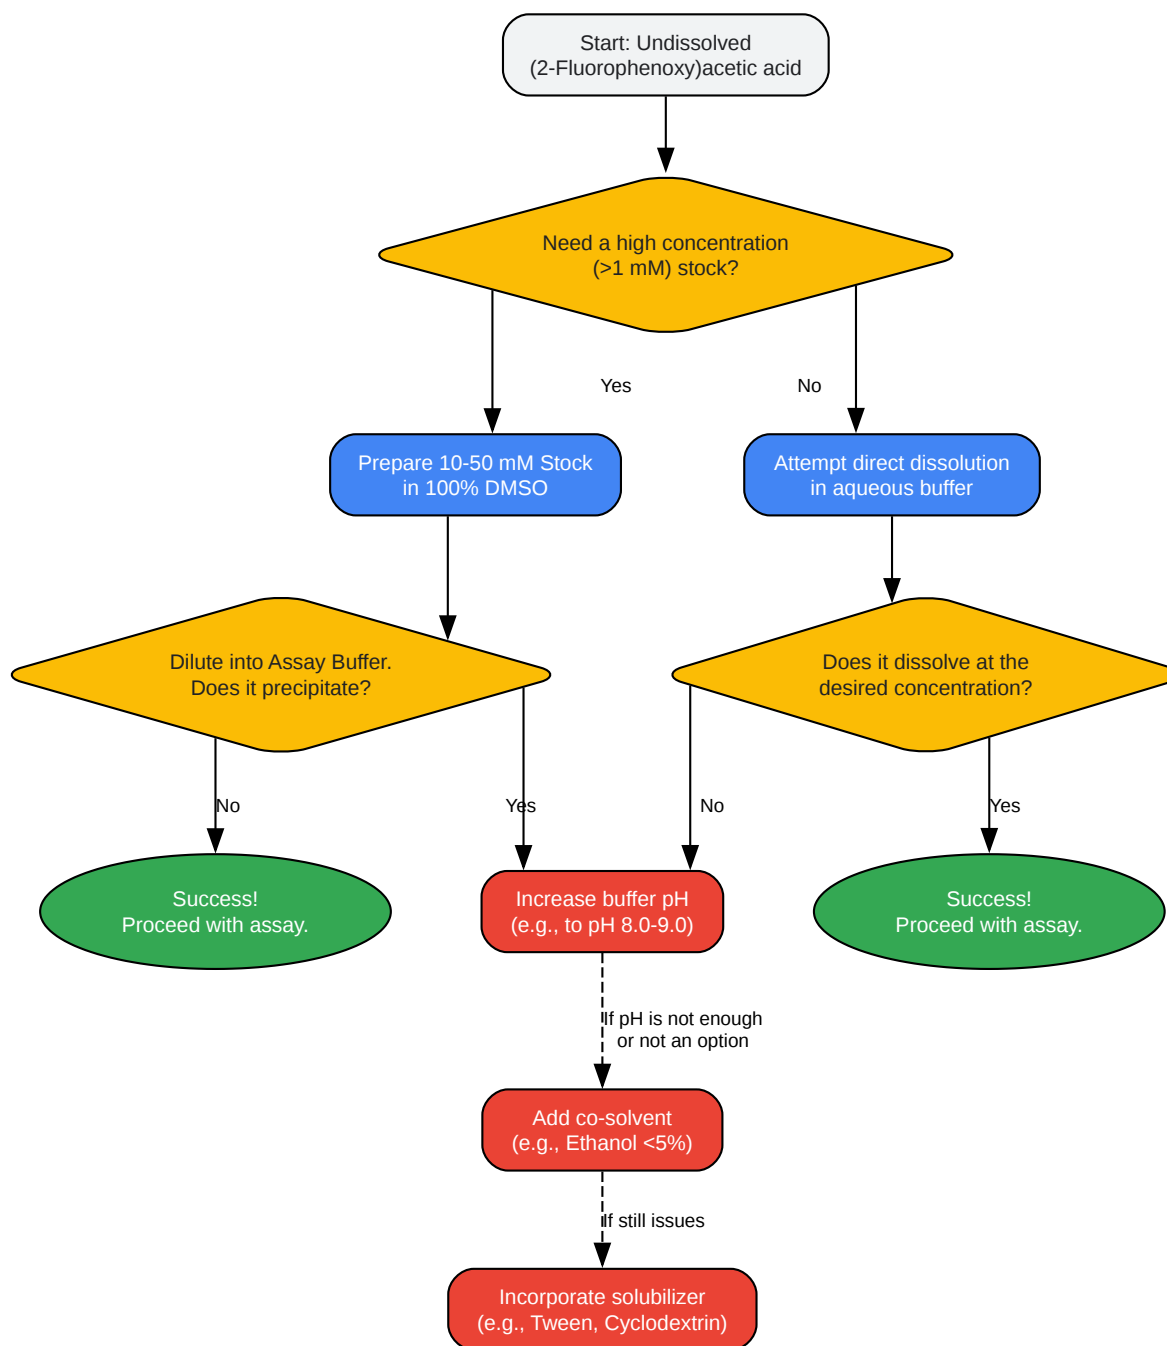 Start: Undissolved
(2-Fluorophenoxy)acetic acid
Need a high concentration
(>1 mM) stock?
Yes
No
Prepare 10-50 mM Stock
in 100% DMSO
Attempt direct dissolution
in aqueous buffer
Dilute into Assay Buffer.
Does it precipitate?
Does it dissolve at the
desired concentration?
No
Yes
No
Yes
Success!
Proceed with assay.
Increase buffer pH
(e.g., to pH 8.0-9.0)
Success!
Proceed with assay.
If pH is not enough
or not an option
Add co-solvent
(e.g., Ethanol <5%)
If still issues
Incorporate solubilizer
(e.g., Tween, Cyclodextrin)